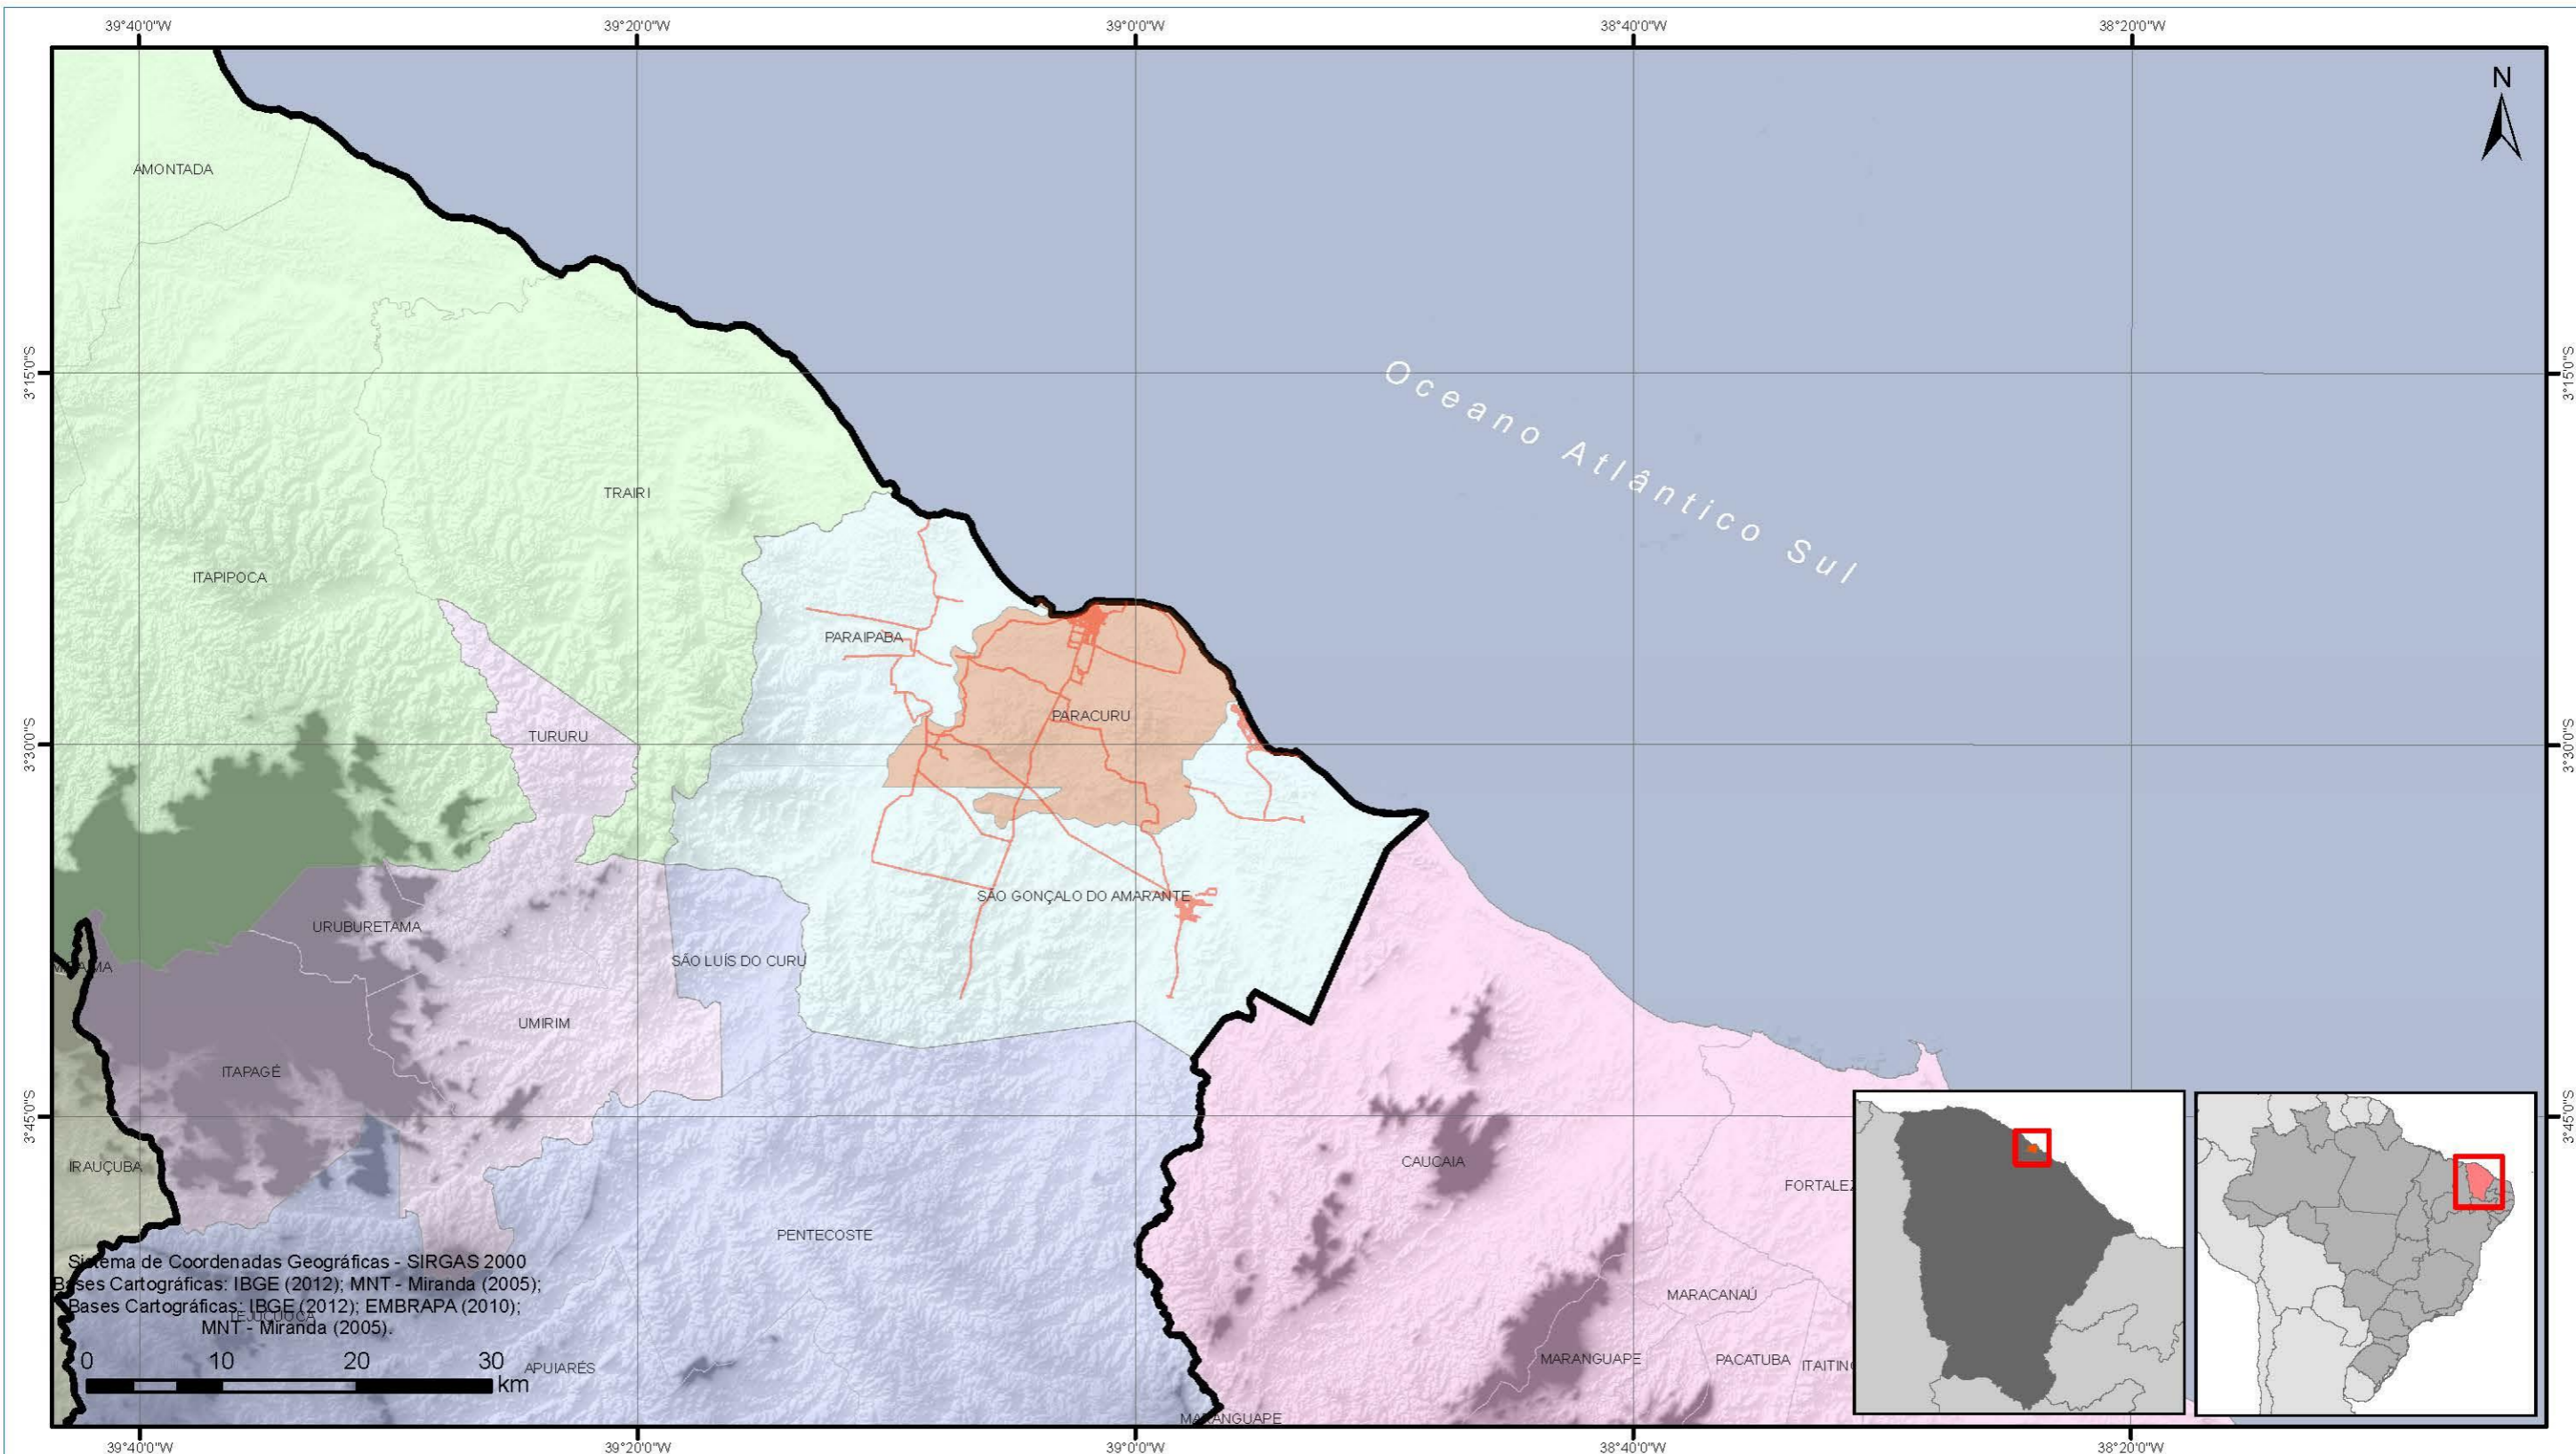 39°40'0"W
39°20'0"W
39°0'0"W
38°40'0"W
38°20'0"W
N
AMONTADA
3°15'0"S
3°15'0"S
Oceano Atlântico Sul
TRAIRI
ITAPIPOCA
PARAIPABA
PARACURU
TURURU
3°30'0"S
3°30'0"S
SÃO GONÇALO DO AMARANTE
URUBURETAMA
SÃO LUÍS DO CURU
UMIRIM
ITAPAGÉ
3°45'0"S
3°45'0"S
IRAUÇUBA
CAUCAIA
FORTALEZ
PENTECOSTE
Sistema de Coordenadas Geográficas - SIRGAS 2000
Bases Cartográficas: IBGE (2012); MNT - Miranda (2005);
Bases Cartográficas: IBGE (2012); EMBRAPA (2010);
MNT - Miranda (2005).
MARACANAÚ
0 10 20 30
km
APUIARÉS
MARANGUAPE
PACATUBA
ITAITIN
MARANGUAPE
39°40'0"W
39°20'0"W
39°0'0"W
38°40'0"W
38°20'0"W